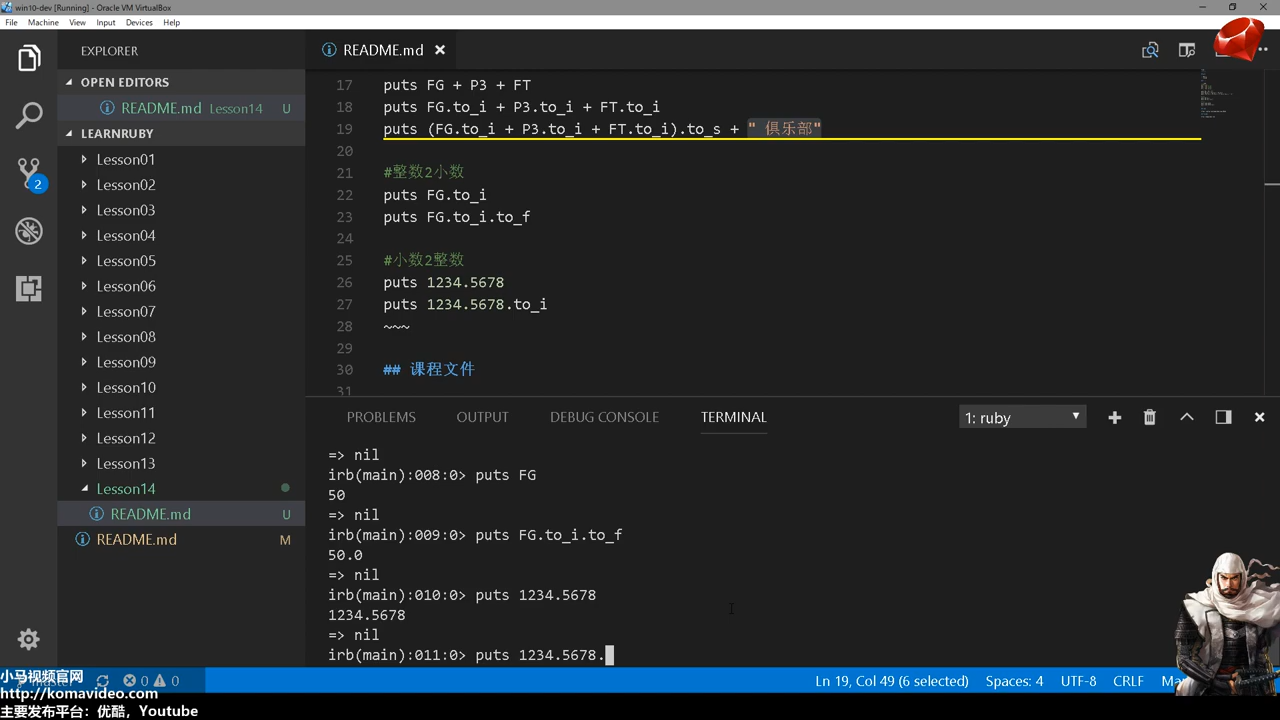 win10-dev [Running] - Oracle VM VirtualBox
File Machine View Input Devices Help
EXPLORER
README.md
OPEN EDITORS
README.md Lesson14 U
LEARNRUBY
Lesson01
Lesson02
Lesson03
Lesson04
Lesson05
Lesson06
Lesson07
Lesson08
Lesson09
Lesson10
Lesson11
Lesson12
Lesson13
Lesson14
README.md U
README.md M
2
17 puts FG + P3 + FT
18 puts FG.to_i + P3.to_i + FT.to_i
19 puts (FG.to_i + P3.to_i + FT.to_i).to_s + " 俱乐部"
20
21 #整数2小数
22 puts FG.to_i
23 puts FG.to_i.to_f
24
25 #小数2整数
26 puts 1234.5678
27 puts 1234.5678.to_i
28 ~~~
29
30 ## 课程文件
31
PROBLEMS OUTPUT DEBUG CONSOLE TERMINAL 1: ruby
=> nil
irb(main):008:0> puts FG
50
=> nil
irb(main):009:0> puts FG.to_i.to_f
50.0
=> nil
irb(main):010:0> puts 1234.5678
1234.5678
=> nil
irb(main):011:0> puts 1234.5678.
0 0 Ln 19, Col 49 (6 selected) Spaces: 4 UTF-8 CRLF
小马视频官网
http://komavideo.com
主要发布平台：优酷，Youtube